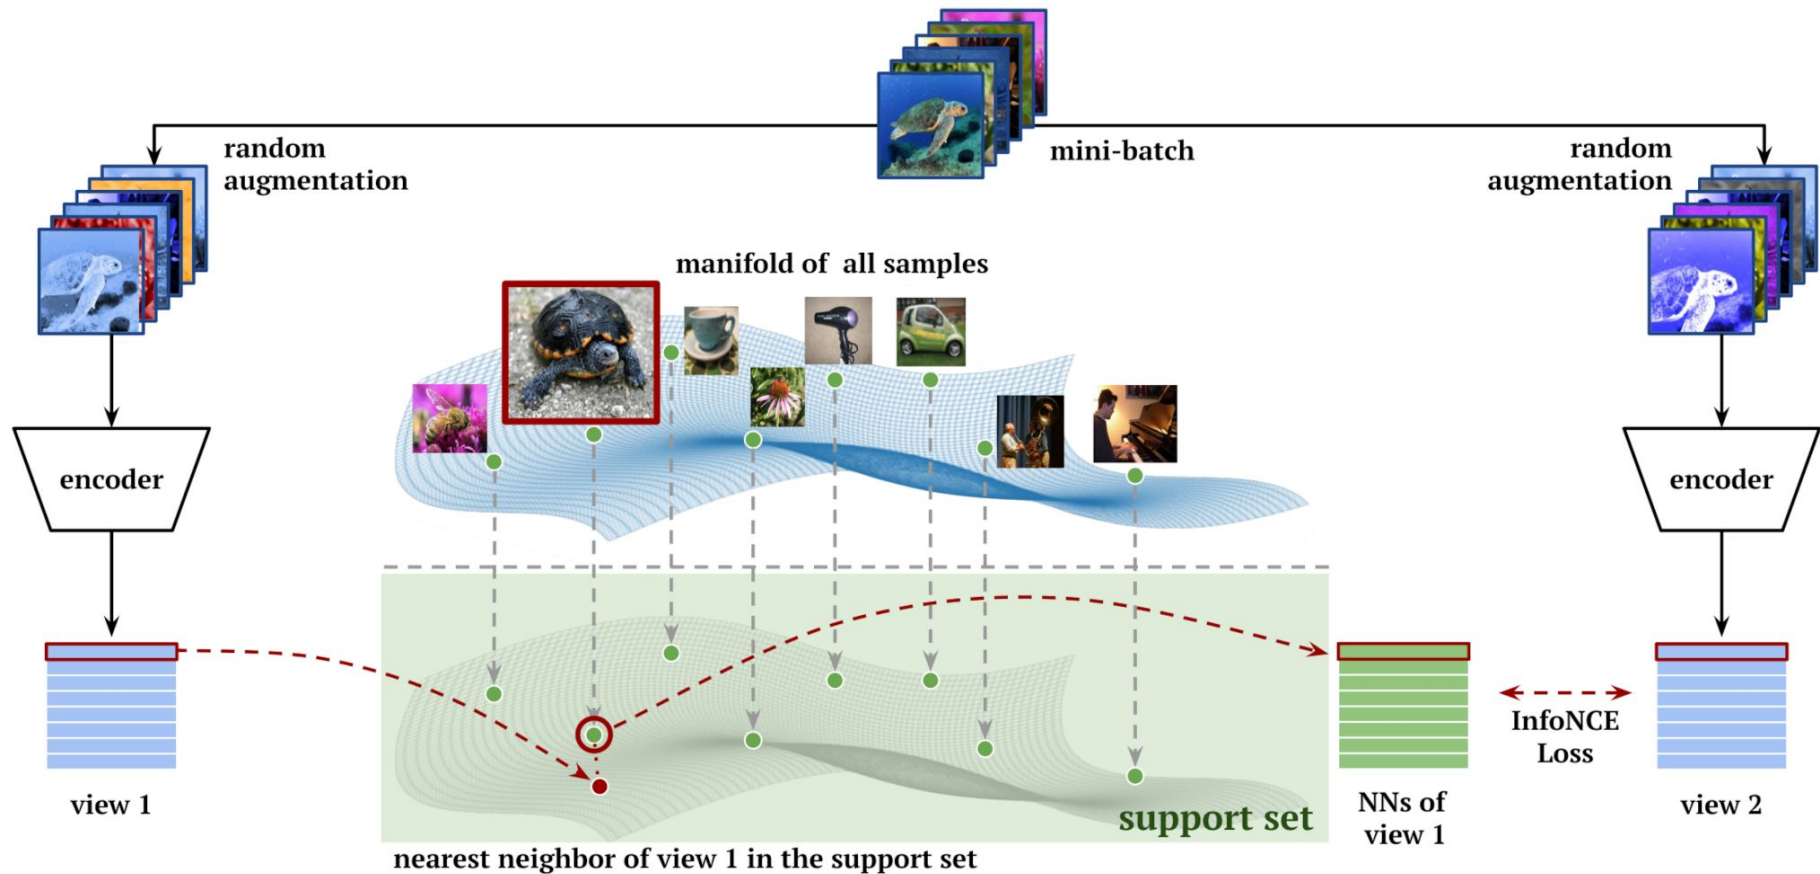 random
augmentation
mini-batch
random
augmentation
manifold of all samples
encoder
encoder
InfoNCE
Loss
view 1
support set
NNs of
view 1
view 2
nearest neighbor of view 1 in the support set